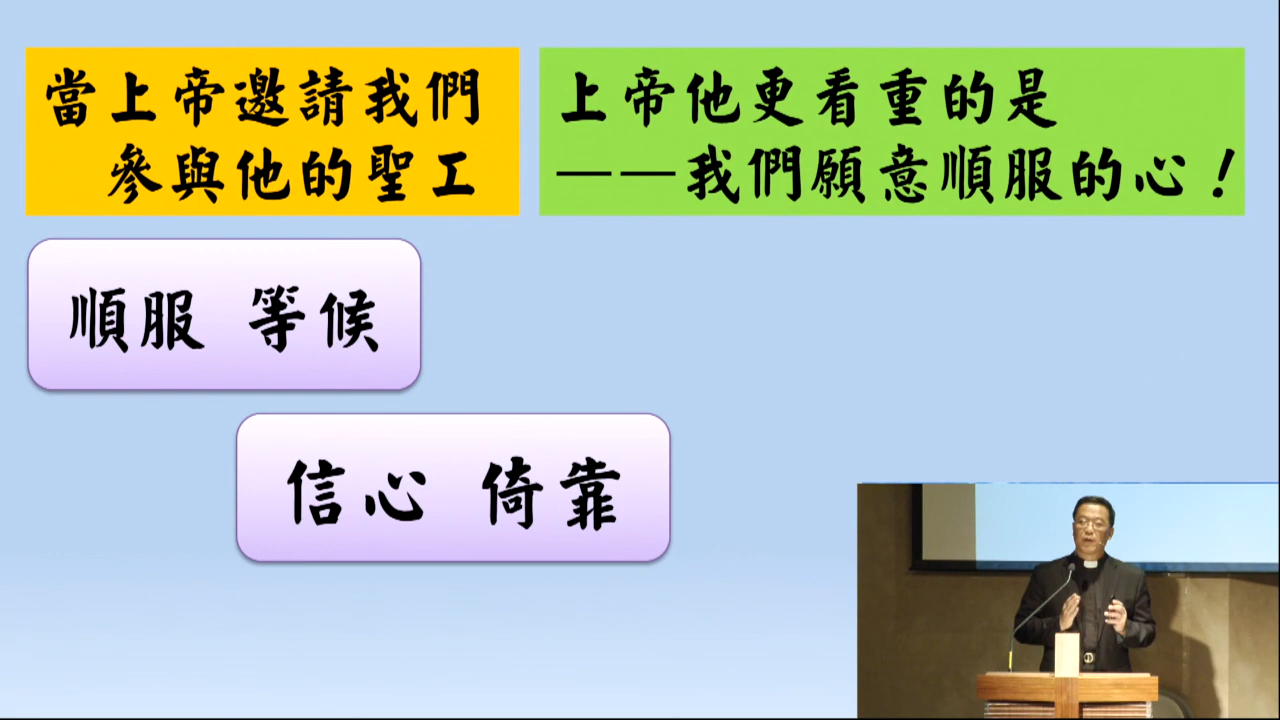 當上帝邀請我們
參與他的聖工
上帝他更看重的是
——我們願意順服的心！
順服 等候
信心 倚靠